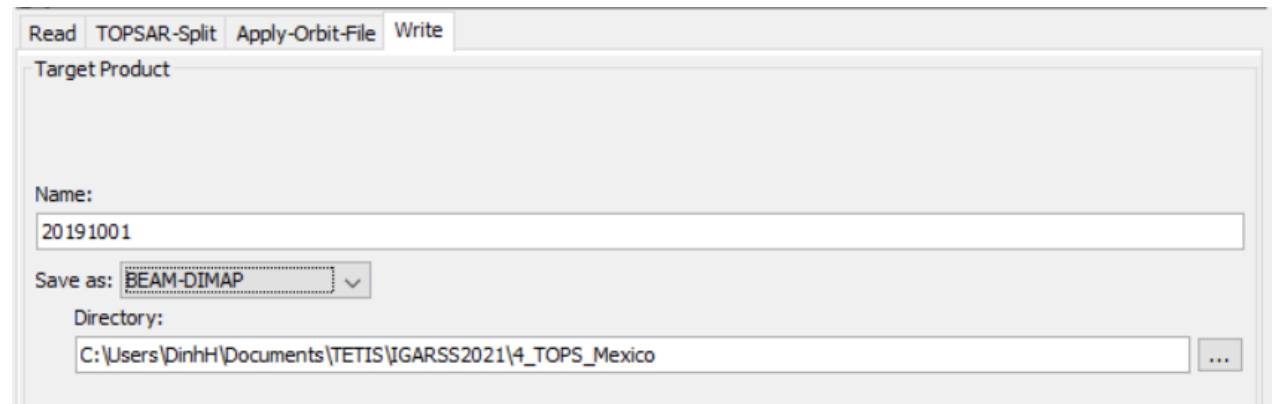 Read TOPSAR-Split Apply-Orbit-File Write
Target Product
Name:
20191001
Save as: BEAM-DIMAP
Directory:
C:\Users\DinhH\Documents\TETIS\IGARSS2021\4_TOPS_Mexico ...